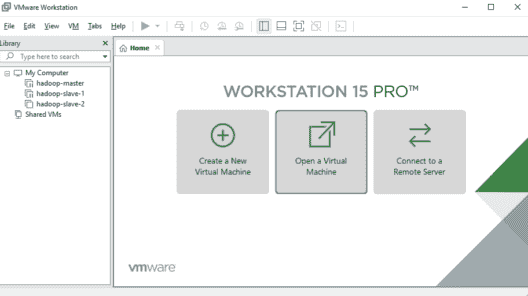 VMware Workstation
File Edit View VM Tabs Help
Library
Type here to search
My Computer
hadoop-master
hadoop-slave-1
hadoop-slave-2
Shared VMs
Home
WORKSTATION 15 PRO™
Create a New
Virtual Machine
Open a Virtual
Machine
Connect to a
Remote Server
vmware